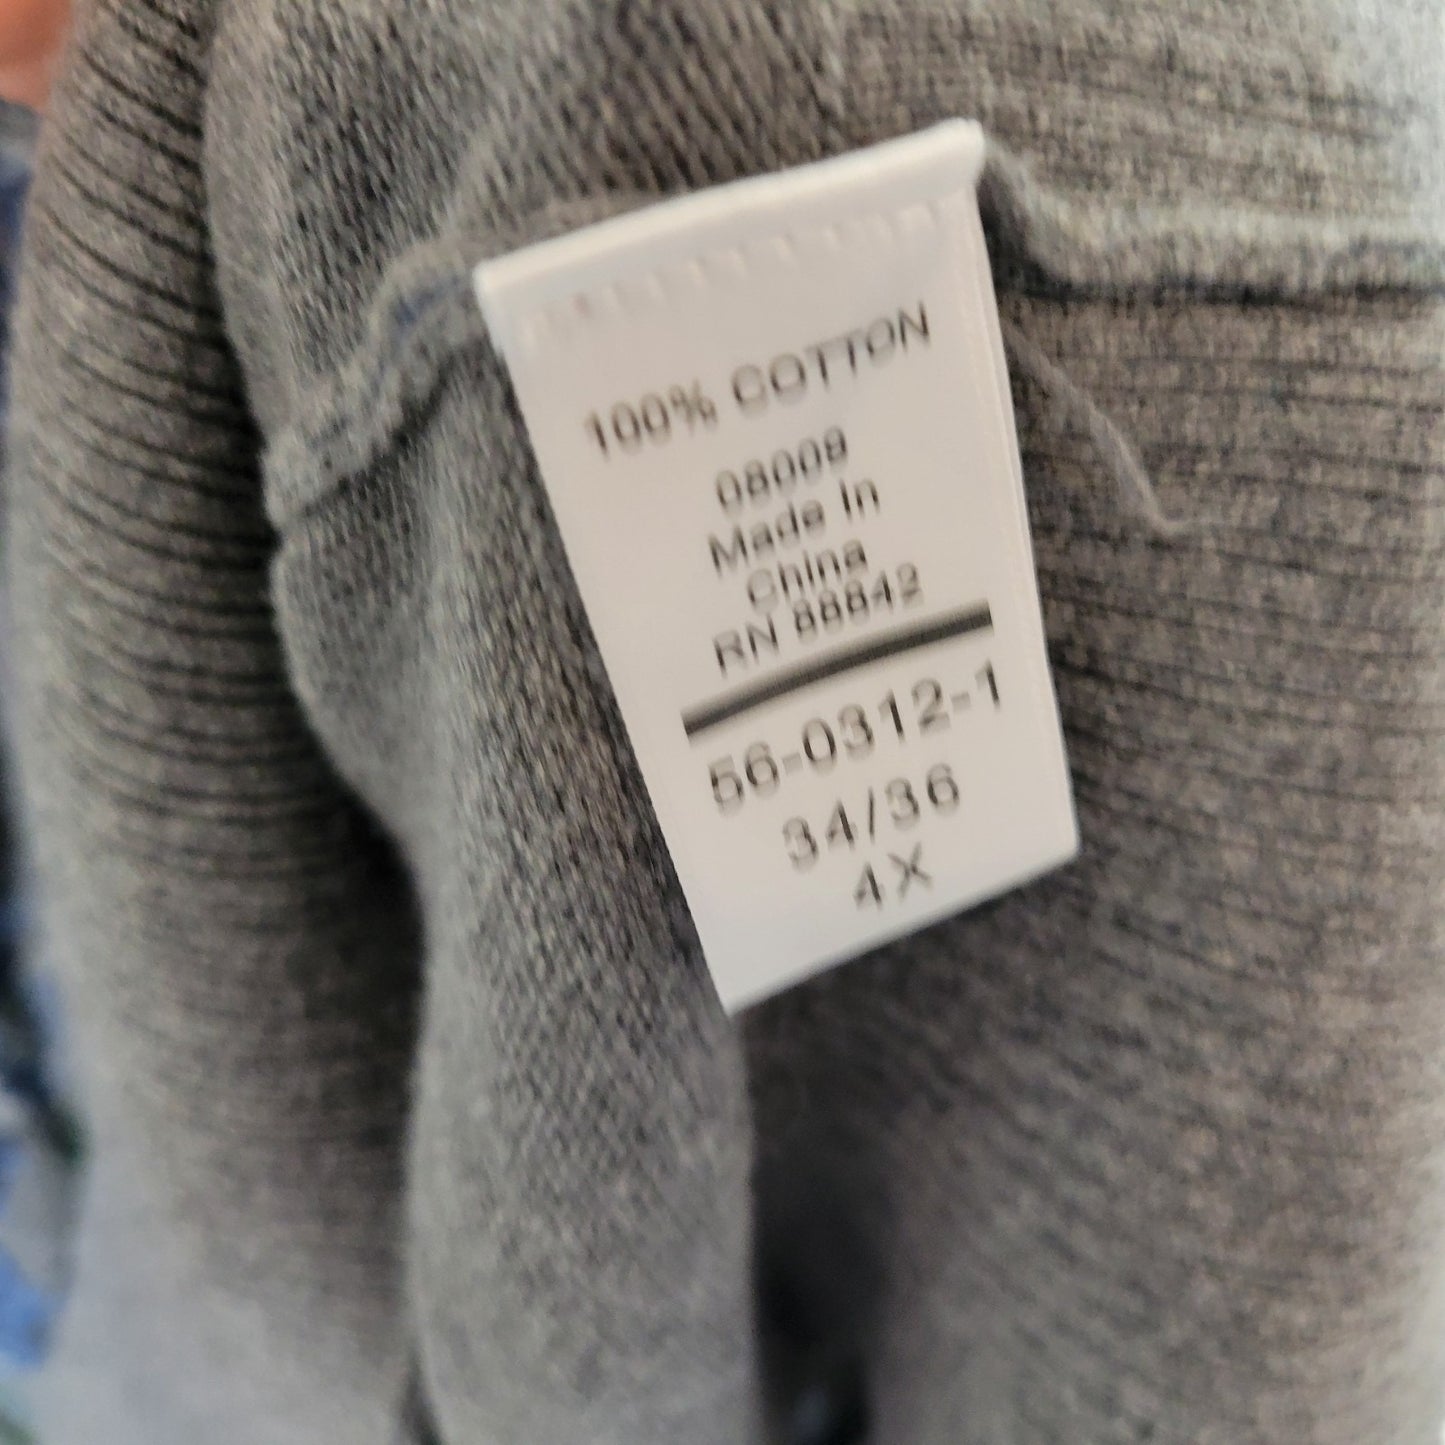 100% COTTON
08009
Made In
China
RN 88842
56-0312-1
34/36
4X